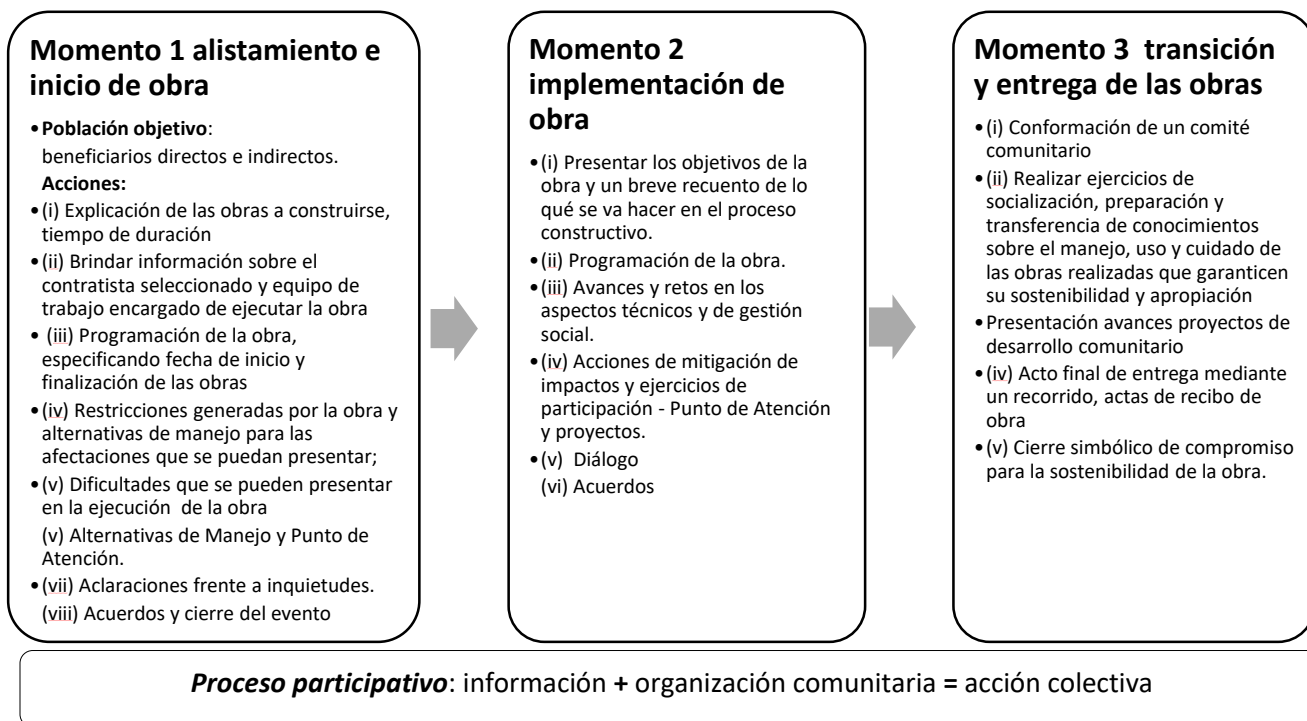 Momento 1 alistamiento e
inicio de obra
•Población objetivo:
beneficiarios directos e indirectos.
Acciones:
•(i) Explicación de las obras a construirse,
tiempo de duración
•(ii) Brindar información sobre el
contratista seleccionado y equipo de
trabajo encargado de ejecutar la obra
• (iii) Programación de la obra,
especificando fecha de inicio y
finalización de las obras
•(iv) Restricciones generadas por la obra y
alternativas de manejo para las
afectaciones que se puedan presentar;
•(v) Dificultades que se pueden presentar
en la ejecución de la obra
(v) Alternativas de Manejo y Punto de
Atención.
•(vii) Aclaraciones frente a inquietudes.
(viii) Acuerdos y cierre del evento
Momento 2
implementación de
obra
•(i) Presentar los objetivos de la
obra y un breve recuento de lo
qué se va hacer en el proceso
constructivo.
•(ii) Programación de la obra.
•(iii) Avances y retos en los
aspectos técnicos y de gestión
social.
•(iv) Acciones de mitigación de
impactos y ejercicios de
participación - Punto de Atención
y proyectos.
•(v) Diálogo
(vi) Acuerdos
Momento 3 transición
y entrega de las obras
•(i) Conformación de un comité
comunitario
•(ii) Realizar ejercicios de
socialización, preparación y
transferencia de conocimientos
sobre el manejo, uso y cuidado de
las obras realizadas que garanticen
su sostenibilidad y apropiación
•Presentación avances proyectos de
desarrollo comunitario
•(iv) Acto final de entrega mediante
un recorrido, actas de recibo de
obra
•(v) Cierre simbólico de compromiso
para la sostenibilidad de la obra.
Proceso participativo: información + organización comunitaria = acción colectiva